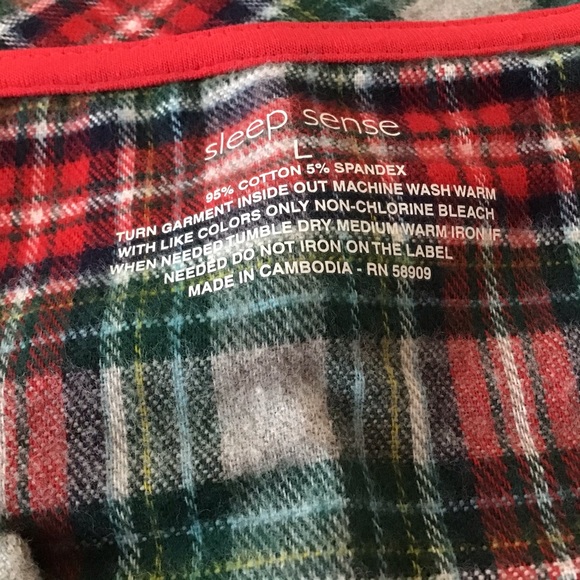 sleep sense
L
95% COTTON 5% SPANDEX
TURN GARMENT INSIDE OUT MACHINE WASH WARM
WITH LIKE COLORS ONLY NON-CHLORINE BLEACH
WHEN NEEDED TUMBLE DRY MEDIUM WARM IRON IF
NEEDED DO NOT IRON ON THE LABEL
MADE IN CAMBODIA - RN 58909